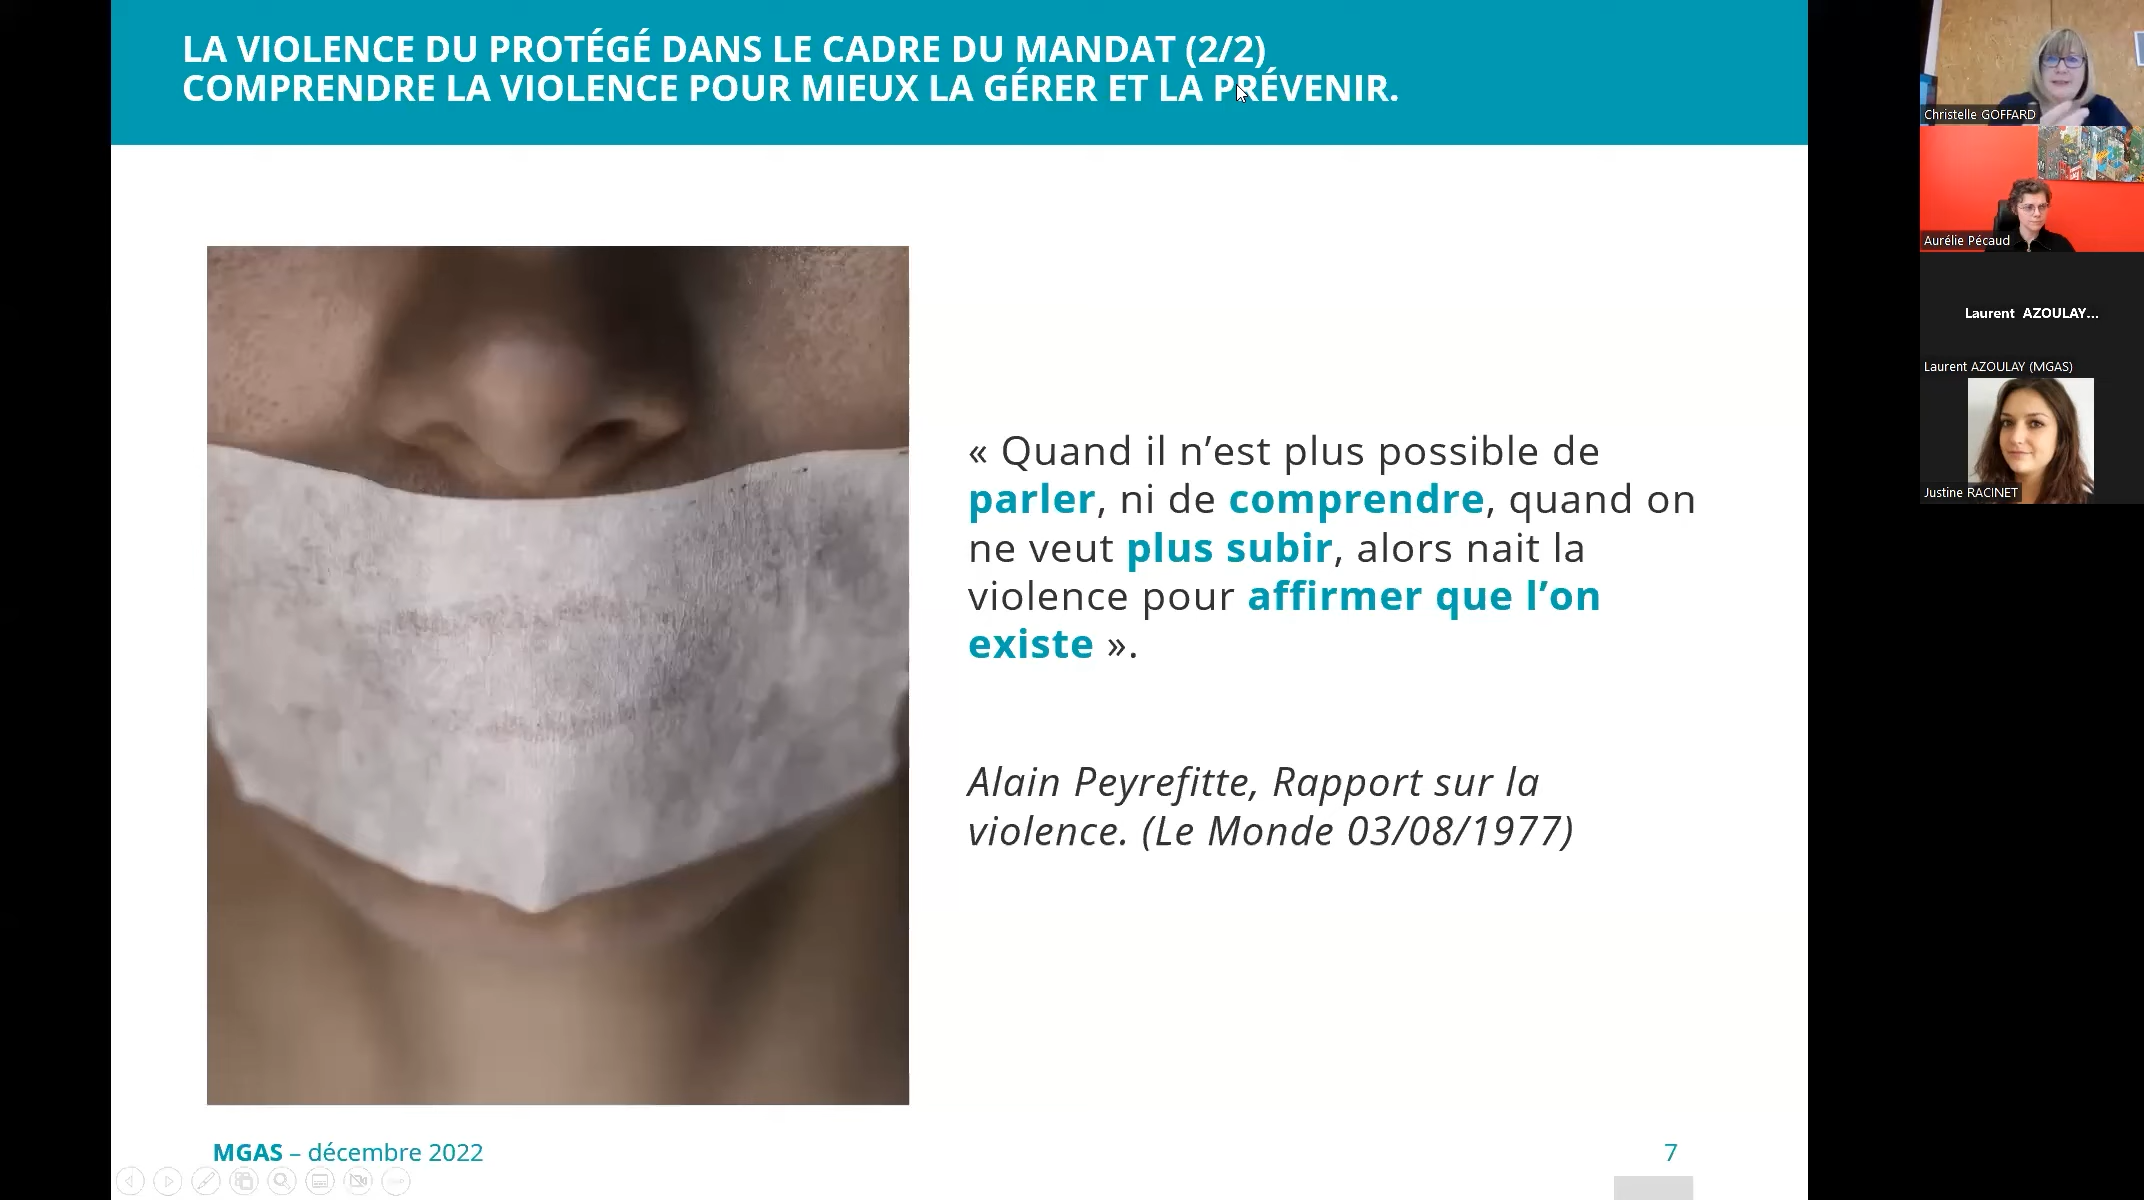 LA VIOLENCE DU PROTÉGÉ DANS LE CADRE DU MANDAT (2/2)
COMPRENDRE LA VIOLENCE POUR MIEUX LA GÉRER ET LA PRÉVENIR.
« Quand il n’est plus possible de
parler, ni de comprendre, quand on
ne veut plus subir, alors nait la
violence pour affirmer que l’on
existe ».
Alain Peyrefitte, Rapport sur la
violence. (Le Monde 03/08/1977)
MGAS – décembre 2022
7
Christelle GOFFARD
Aurélie Pécaud
Laurent AZOULAY...
Laurent AZOULAY (MGAS)
Justine RACINET